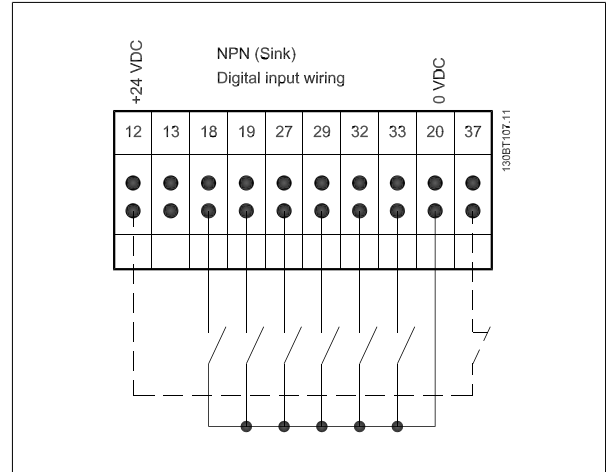 +24 VDC
NPN (Sink)
Digital input wiring
0 VDC
12 13 18 19 27 29 32 33 20 37
130BT107.11